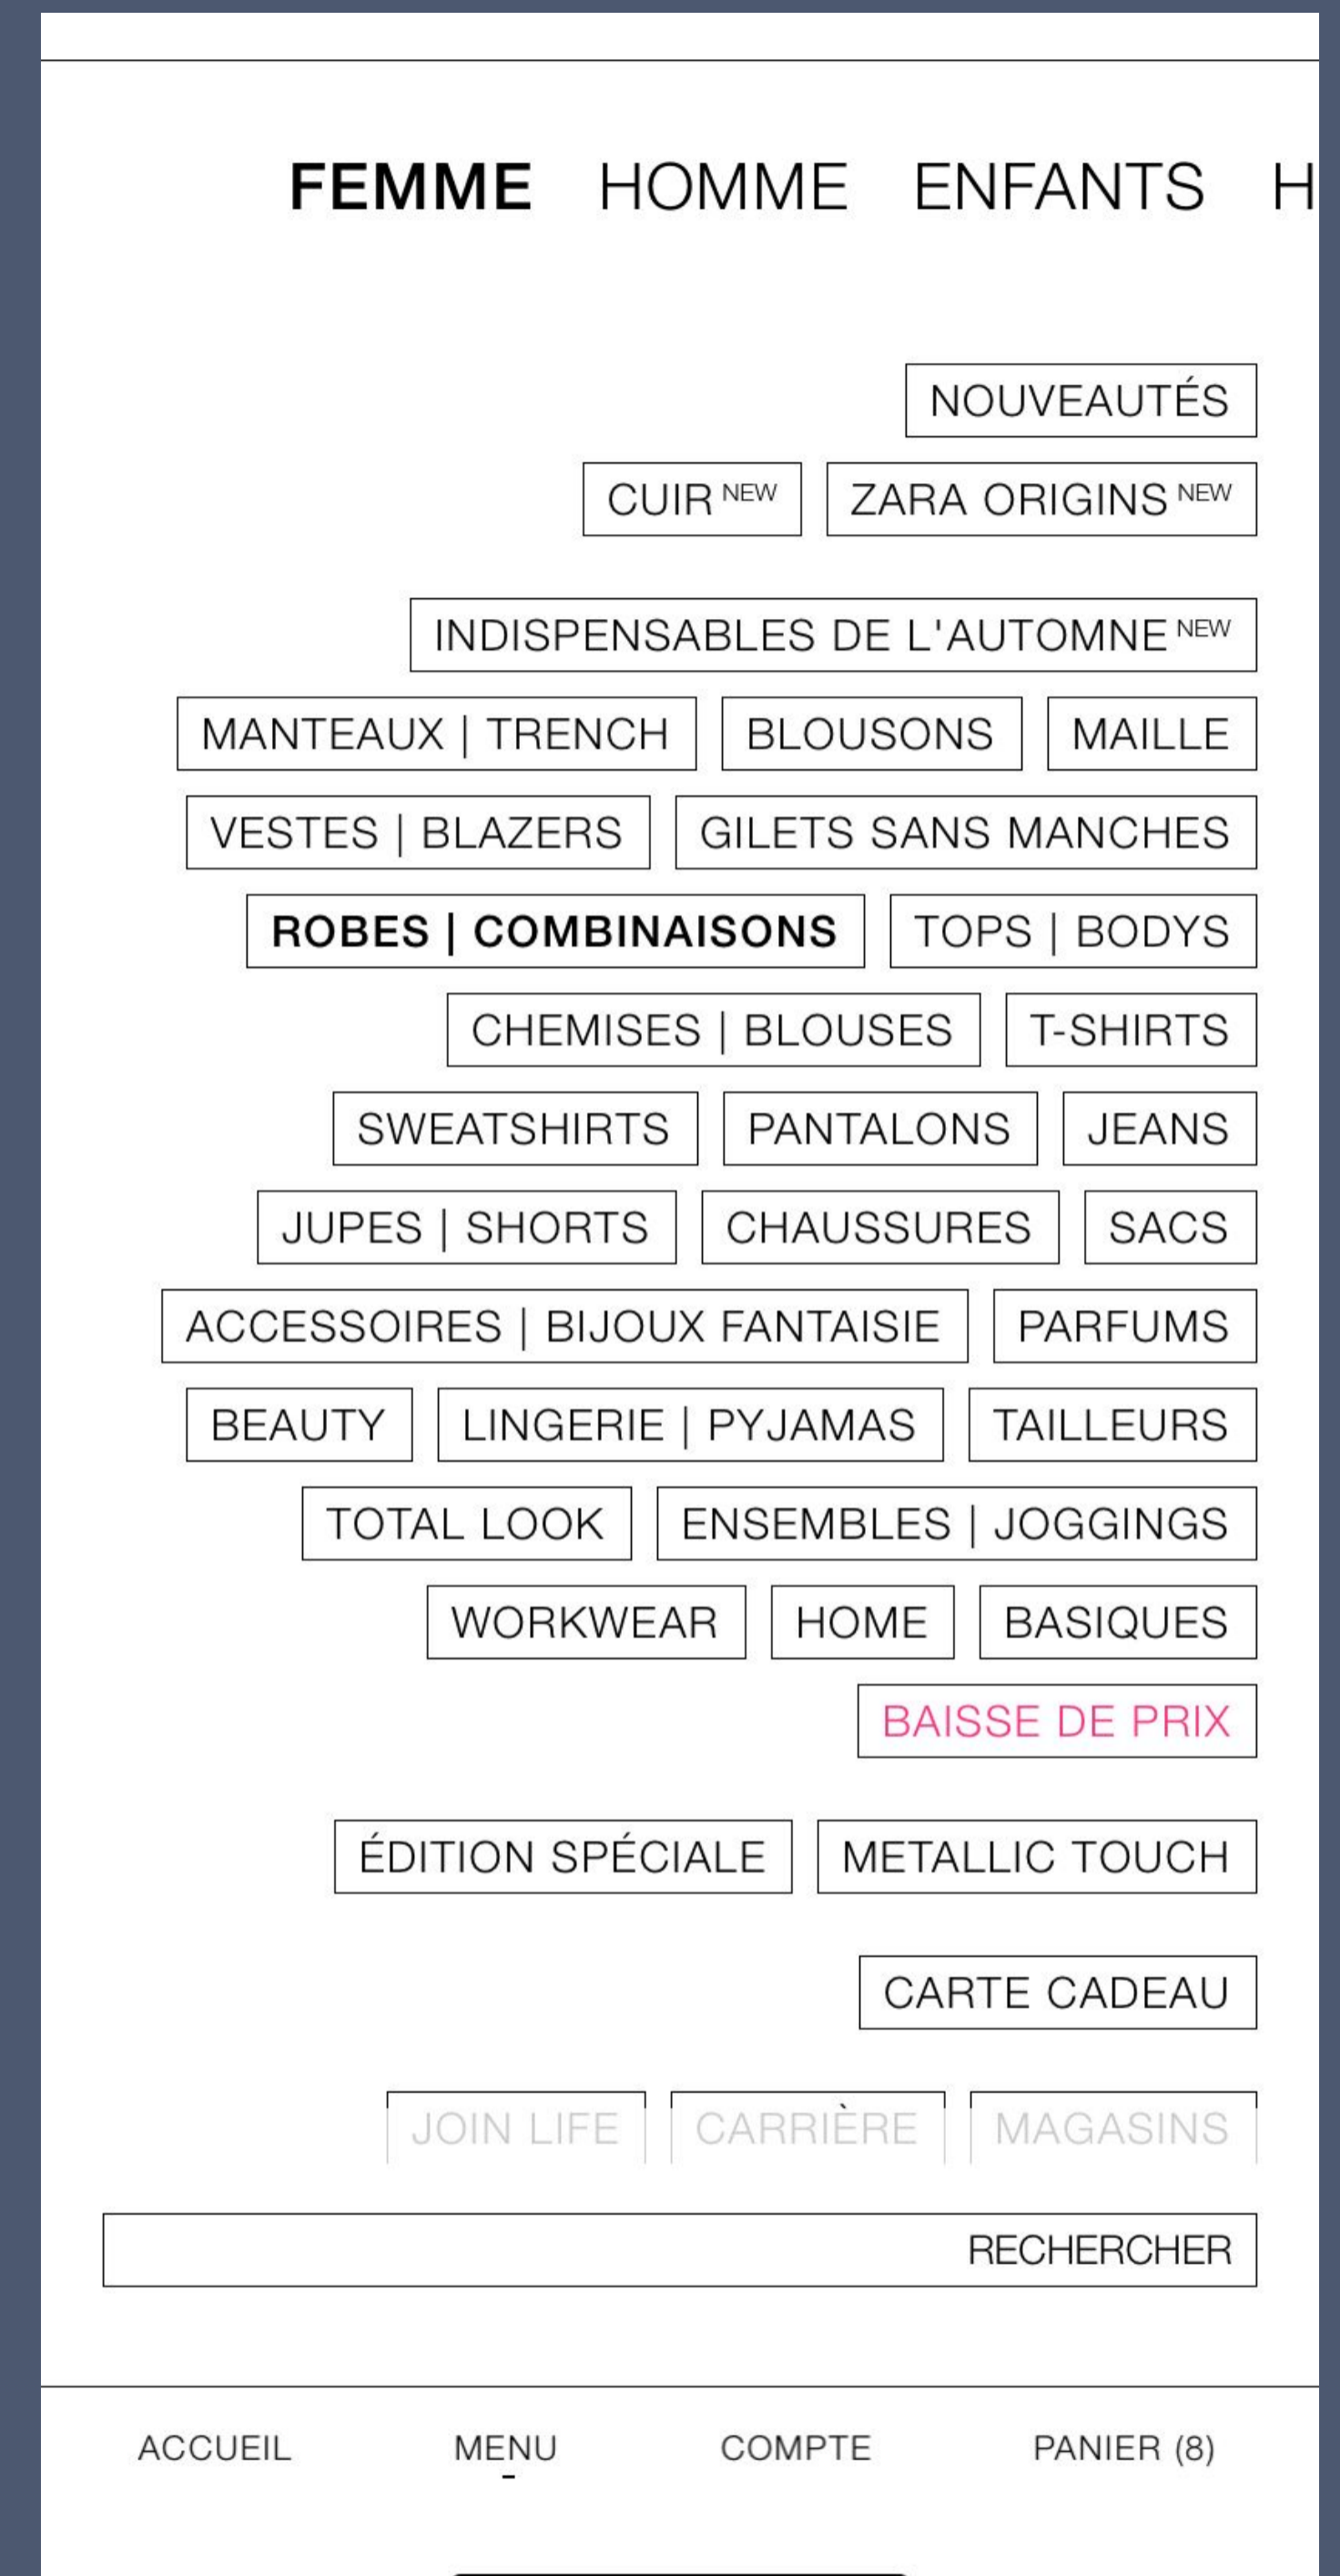 FEMME HOMME ENFANTS H
NOUVEAUTÉS
CUIR NEW ZARA ORIGINS NEW
INDISPENSABLES DE L'AUTOMNE NEW
MANTEAUX | TRENCH BLOUSONS MAILLE
VESTES | BLAZERS GILETS SANS MANCHES
ROBES | COMBINAISONS TOPS | BODYS
CHEMISES | BLOUSES T-SHIRTS
SWEATSHIRTS PANTALONS JEANS
JUPES | SHORTS CHAUSSURES SACS
ACCESSOIRES | BIJOUX FANTAISIE PARFUMS
BEAUTY LINGERIE | PYJAMAS TAILLEURS
TOTAL LOOK ENSEMBLES | JOGGINGS
WORKWEAR HOME BASIQUES
BAISSE DE PRIX
ÉDITION SPÉCIALE METALLIC TOUCH
CARTE CADEAU
JOIN LIFE CARRIÈRE MAGASINS
RECHERCHER
ACCUEIL MENU COMPTE PANIER (8)